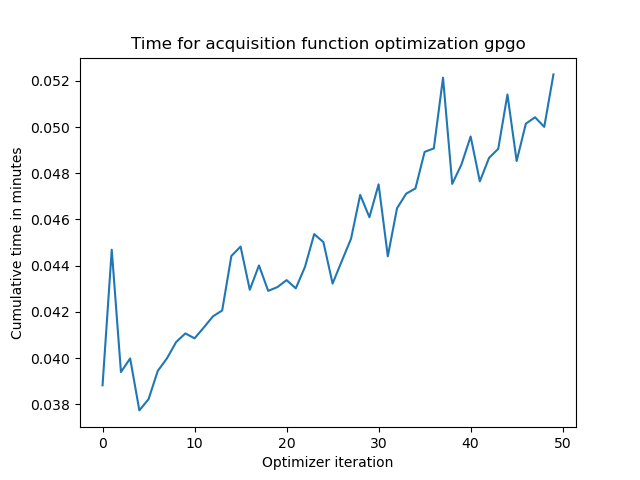 Time for acquisition function optimization gpgo
Cumulative time in minutes
0.052
0.050
0.048
0.046
0.044
0.042
0.040
0.038
0 10 20 30 40 50
Optimizer iteration